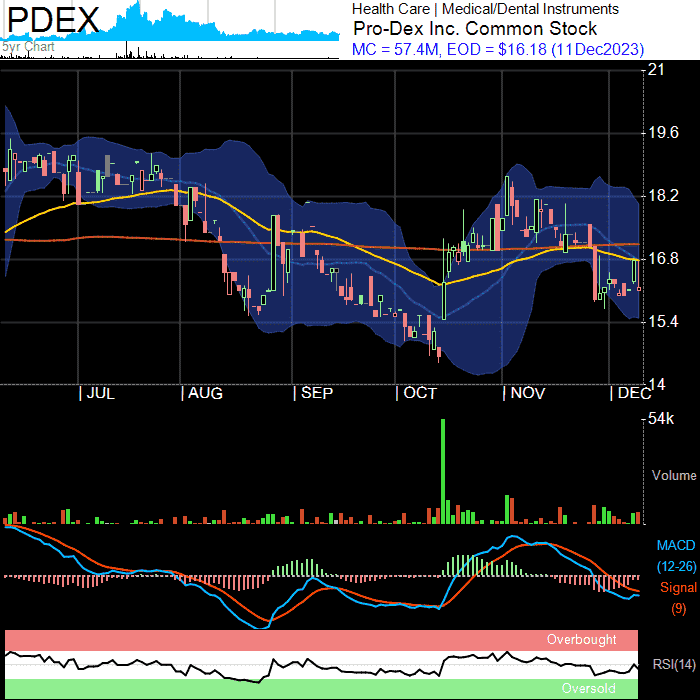 PDEX
5yr Chart
Health Care | Medical/Dental Instruments
Pro-Dex Inc. Common Stock
MC = 57.4M, EOD = $16.18 (11Dec2023)
21
19.6
18.2
16.8
15.4
14
JUL
AUG
SEP
OCT
NOV
DEC
54k
Volume
MACD
(12-26)
Signal
(9)
Overbought
RSI(14)
Oversold